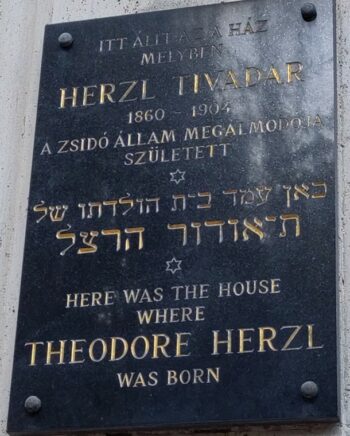 ITT ÁLLT AZ A HÁZ
MELYBEN
HERZL TIVADAR
1860 - 1904
A ZSIDÓ ÁLLAM MEGÁLMODÓJA
SZÜLETETT
כאן עמד בית הולדתו של
תיאודור הרצל
HERE WAS THE HOUSE
WHERE
THEODORE HERZL
WAS BORN